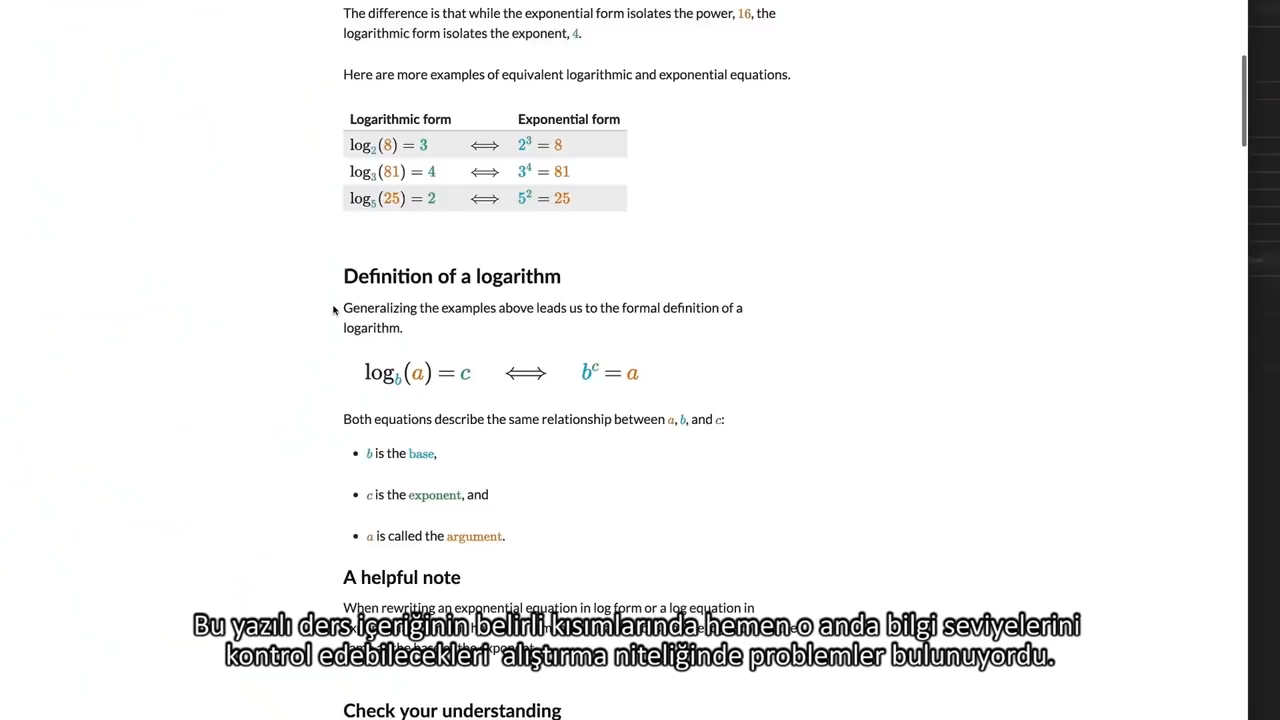 The difference is that while the exponential form isolates the power, 16, the
logarithmic form isolates the exponent, 4.
Here are more examples of equivalent logarithmic and exponential equations.
Logarithmic form Exponential form
log₂(8) = 3 ⟺ 2³ = 8
log₃(81) = 4 ⟺ 3⁴ = 81
log₅(25) = 2 ⟺ 5² = 25
Definition of a logarithm
Generalizing the examples above leads us to the formal definition of a
logarithm.
log_b(a) = c ⟺ b^c = a
Both equations describe the same relationship between a, b, and c:
• b is the base,
• c is the exponent, and
• a is called the argument.
A helpful note
When rewriting an exponential equation in log form or a log equation in
Bu yazılı ders içeriğinin belirli kısımlarında hemen o anda bilgi seviyelerini
kontrol edebilecekleri alıştırma niteliğinde problemler bulunuyordu.
Check your understanding